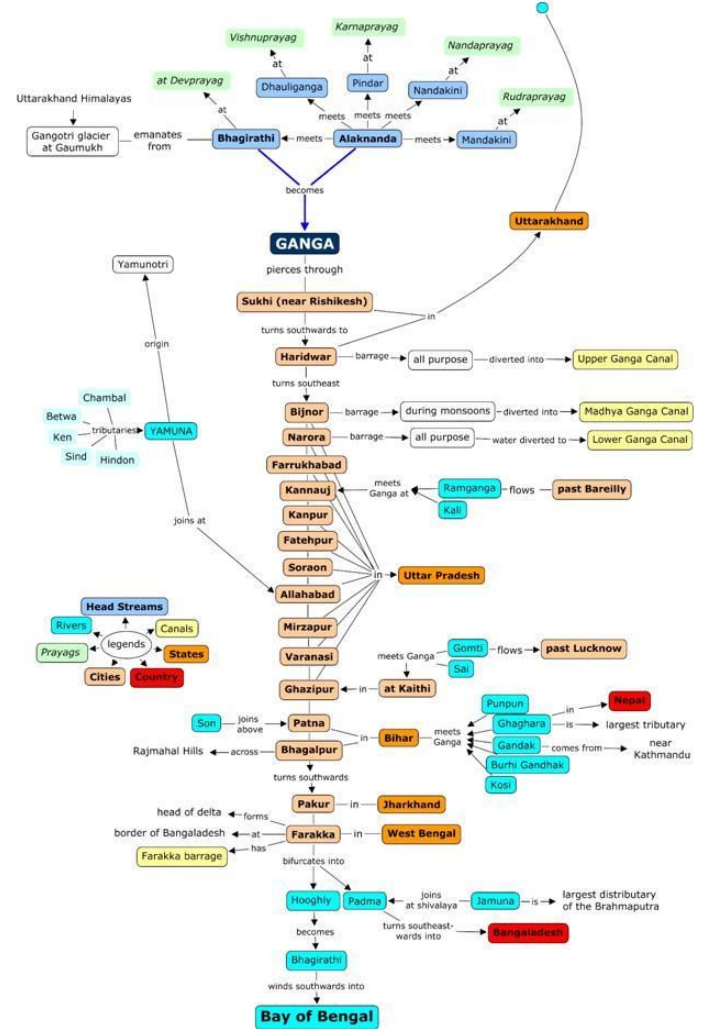 Karnaprayag
Vishnuprayag
Nandaprayag
at
at
at
at Devprayag
Dhauliganga
Pindar
Nandakini
Rudraprayag
Uttarakhand Himalayas
at
meets
meets
meets
at
Gangotri glacier
at Gaumukh
emanates
from
Bhagirathi
meets
Alaknanda
meets
Mandakini
becomes
Uttarakhand
GANGA
Yamunotri
pierces through
Sukhi (near Rishikesh)
in
turns southwards to
origin
Haridwar
barrage
all purpose
diverted into
Upper Ganga Canal
turns southeast
Chambal
Betwa
Ken
Sind
Hindon
tributaries
YAMUNA
Bijnor
barrage
during monsoons
diverted into
Madhya Ganga Canal
Narora
barrage
all purpose
water diverted to
Lower Ganga Canal
Farrukhabad
Kannauj
meets
Ganga at
Ramganga
flows
past Bareilly
Kali
Kanpur
joins at
Fatehpur
Soraon
in
Uttar Pradesh
Allahabad
Mirzapur
Varanasi
Head Streams
Rivers
Canals
legends
Prayags
States
Cities
Country
meets Ganga
Gomti
flows
past Lucknow
Sai
Ghazipur
in
at Kaithi
Son
joins
above
Patna
in
Bihar
meets
Ganga
Punpun
in
Nepal
Ghaghara
is
largest tributary
Gandak
comes from
near
Kathmandu
Burhi Gandhak
Kosi
Rajmahal Hills
across
Bhagalpur
turns southwards
Pakur
in
Jharkhand
head of delta
forms
border of Bangaladesh
at
Farakka
in
West Bengal
Farakka barrage
has
bifurcates into
Hooghly
Padma
joins
at shivalaya
Jamuna
is
largest distributary
of the Brahmaputra
becomes
turns southeast-
wards into
Bangaladesh
Bhagirathi
winds southwards into
Bay of Bengal